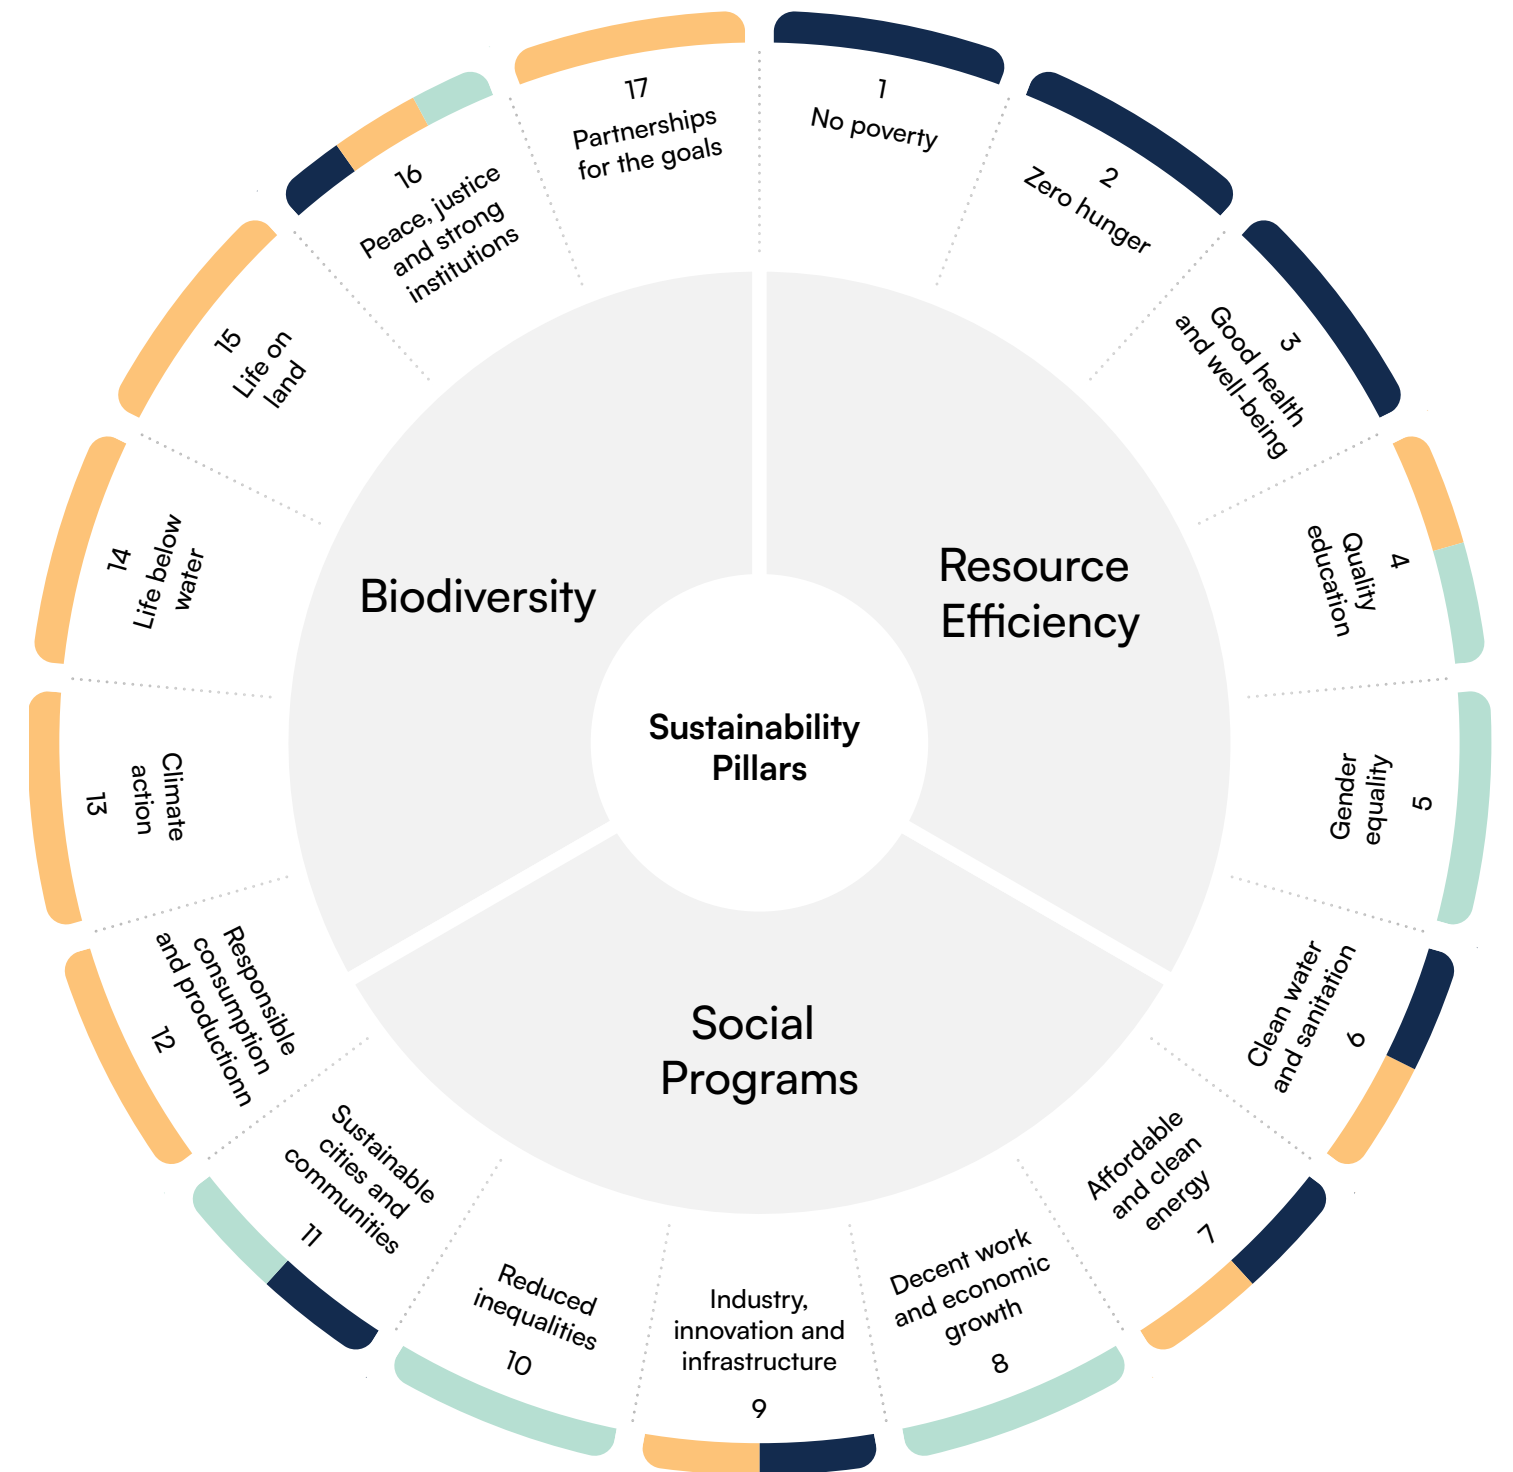 Sustainability
Pillars
Resource
Efficiency
Social
Programs
Biodiversity
1
No poverty
2
Zero hunger
3
Good health
and well-being
4
Quality
education
5
Gender
equality
6
Clean water
and sanitation
7
Affordable
and clean
energy
8
Decent work
and economic
growth
9
Industry,
innovation and
infrastructure
10
Reduced
inequalities
11
Sustainable
cities and
communities
12
Responsible
consumption
and productionn
13
Climate
action
14
Life below
water
15
Life on
land
16
Peace, justice
and strong
institutions
17
Partnerships
for the goals